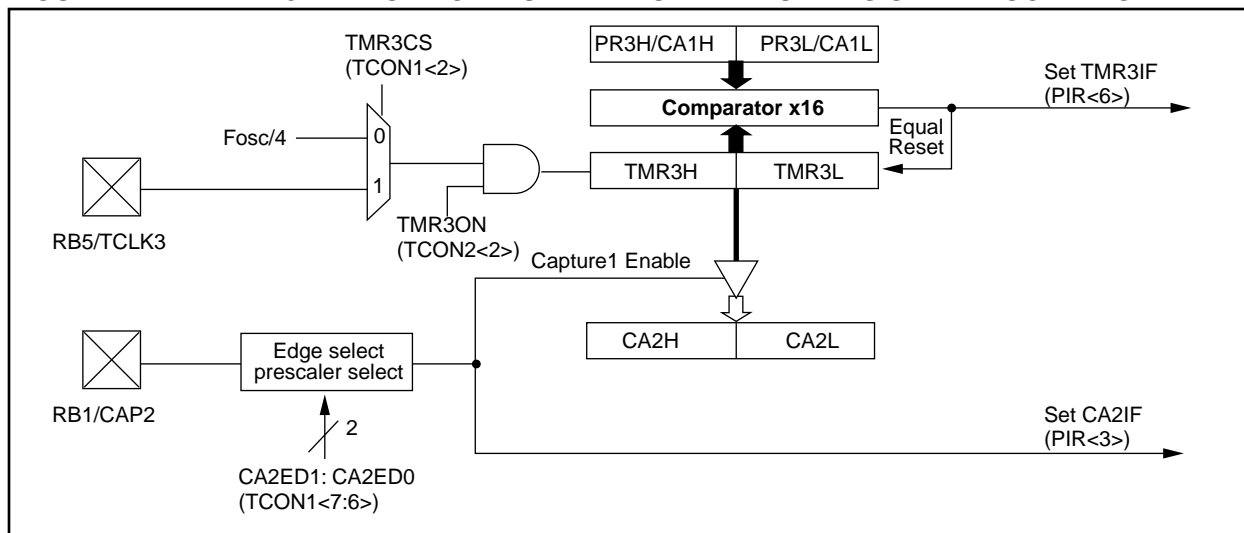 TMR3CS
(TCON1<2>)
PR3H/CA1H
PR3L/CA1L
Set TMR3IF
(PIR<6>)
Comparator x16
Fosc/4
0
Equal
Reset
1
TMR3H
TMR3L
RB5/TCLK3
TMR3ON
(TCON2<2>)
Capture1 Enable
CA2H
CA2L
Edge select
prescaler select
RB1/CAP2
2
Set CA2IF
(PIR<3>)
CA2ED1: CA2ED0
(TCON1<7:6>)